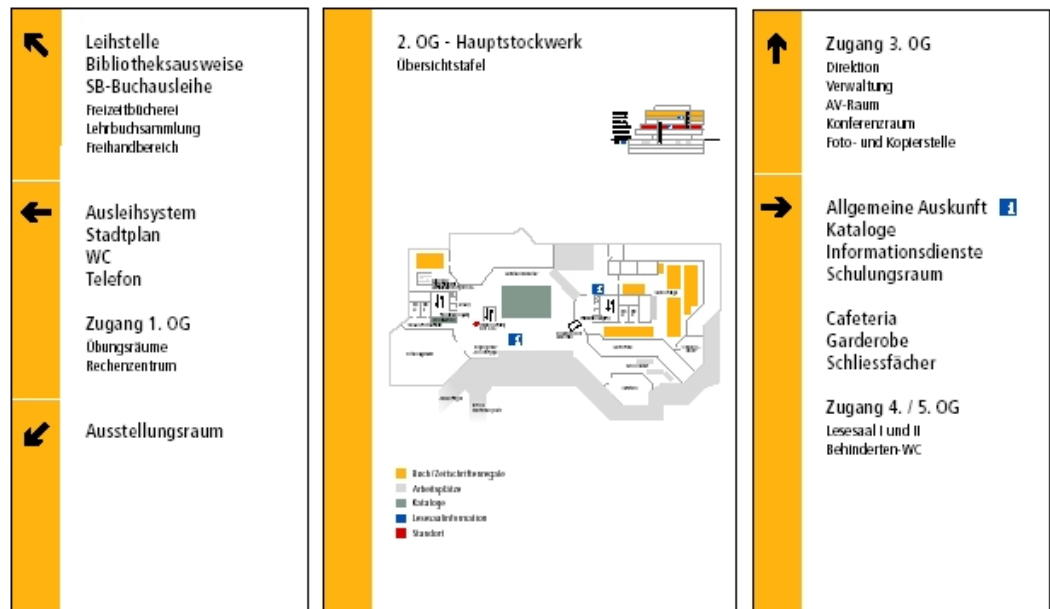 Leihstelle
Bibliotheksausweise
SB-Buchausleihe
Freizeitbücherei
Lehrbuchsammlung
Freihandbereich
Ausleihsystem
Stadtplan
WC
Telefon
Zugang 1. OG
Übungsräume
Rechenzentrum
Ausstellungsraum
2. OG - Hauptstockwerk
Übersichtstafel
Buch/Zeitschriftenregale
Arbeitsplätze
Kataloge
Lesesaalinformation
Standort
Zugang 3. OG
Direktion
Verwaltung
AV-Raum
Konferenzraum
Foto- und Kopierstelle
Allgemeine Auskunft i
Kataloge
Informationsdienste
Schulungsraum
Cafeteria
Garderobe
Schliessfächer
Zugang 4. / 5. OG
Lesesaal I und II
Behinderten-WC